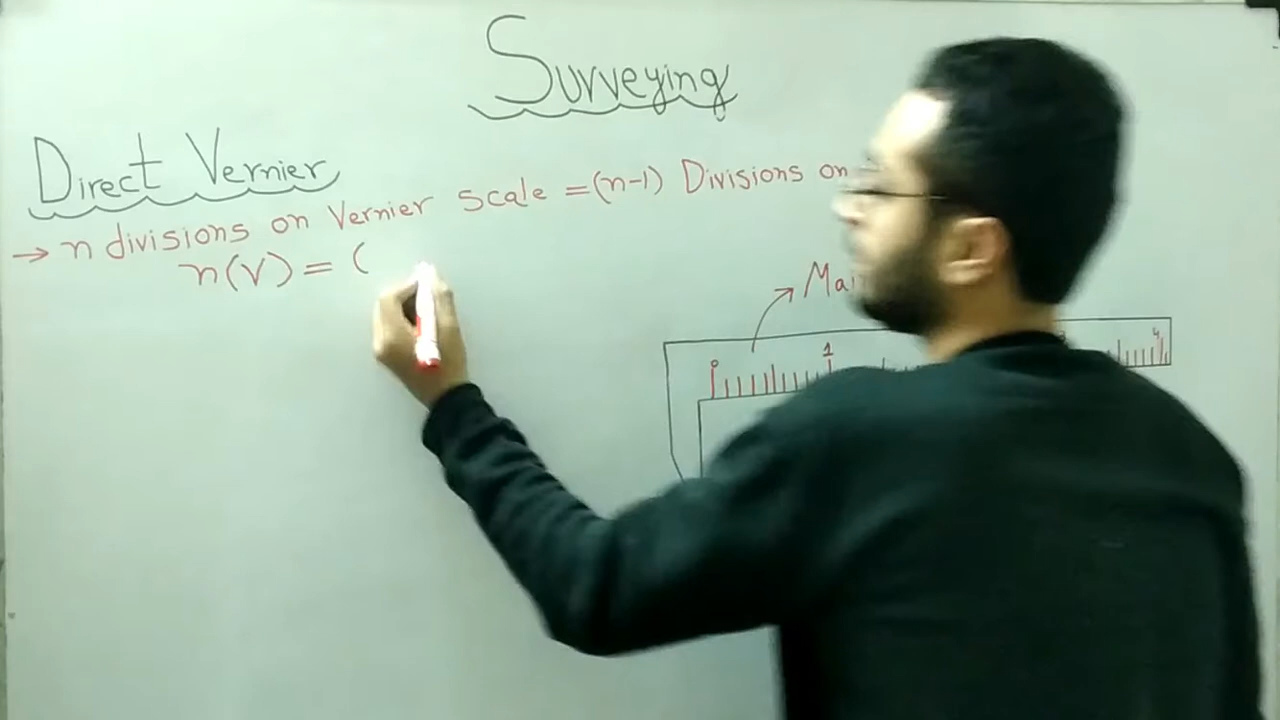 Surveying
Direct Vernier
→ n divisions on Vernier scale = (n-1) Divisions on
n(V) = (
0 1 4